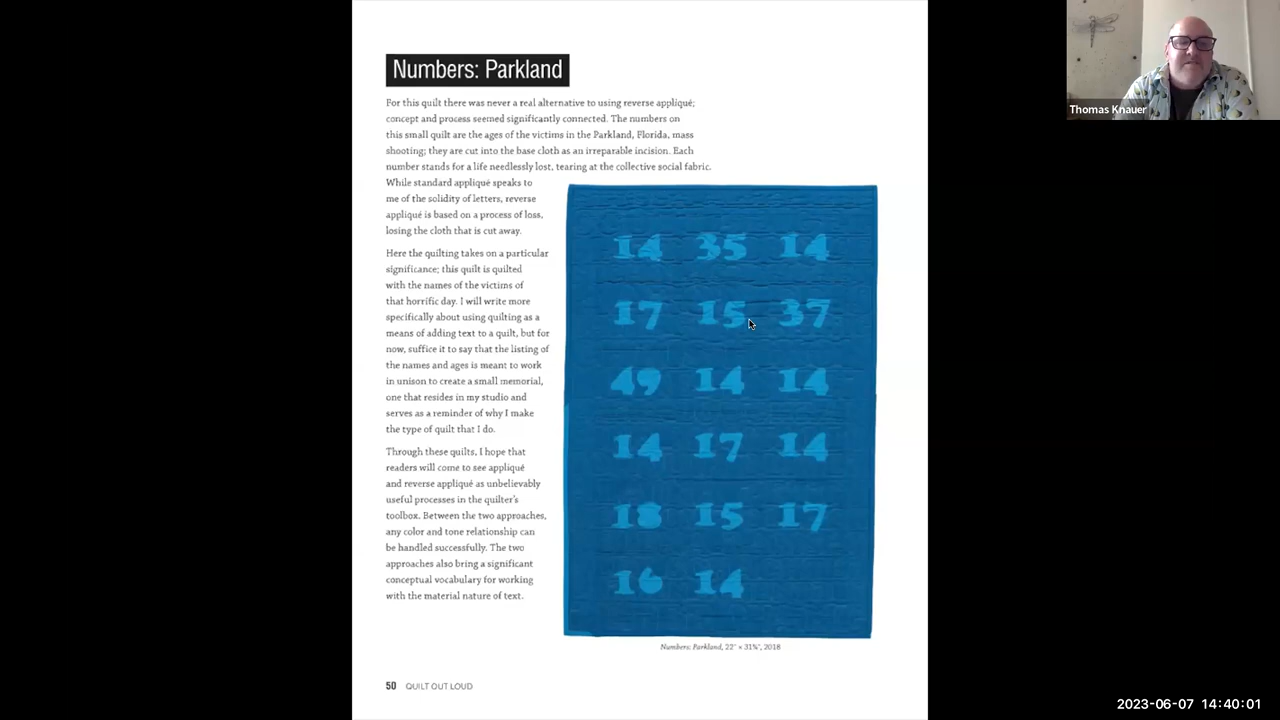 Numbers: Parkland
For this quilt there was never a real alternative to using reverse appliqué;
concept and process seemed significantly connected. The numbers on
this small quilt are the ages of the victims in the Parkland, Florida, mass
shooting; they are cut into the base cloth as an irreparable incision. Each
number stands for a life needlessly lost, tearing at the collective social fabric.
While standard appliqué speaks to
me of the solidity of letters, reverse
appliqué is based on a process of loss,
losing the cloth that is cut away.
Here the quilting takes on a particular
significance; this quilt is quilted
with the names of the victims of
that horrific day. I will write more
specifically about using quilting as a
means of adding text to a quilt, but for
now, suffice it to say that the listing of
the names and ages is meant to work
in unison to create a small memorial,
one that resides in my studio and
serves as a reminder of why I make
the type of quilt that I do.
Through these quilts, I hope that
readers will come to see appliqué
and reverse appliqué as unbelievably
useful processes in the quilter's
toolbox. Between the two approaches,
any color and tone relationship can
be handled successfully. The two
approaches also bring a significant
conceptual vocabulary for working
with the material nature of text.
14 35 14
17 15 37
49 14 14
14 17 14
18 15 17
16 14
Numbers: Parkland, 22" × 31¾", 2018
50 QUILT OUT LOUD
Thomas Knauer
2023-06-07 14:40:01